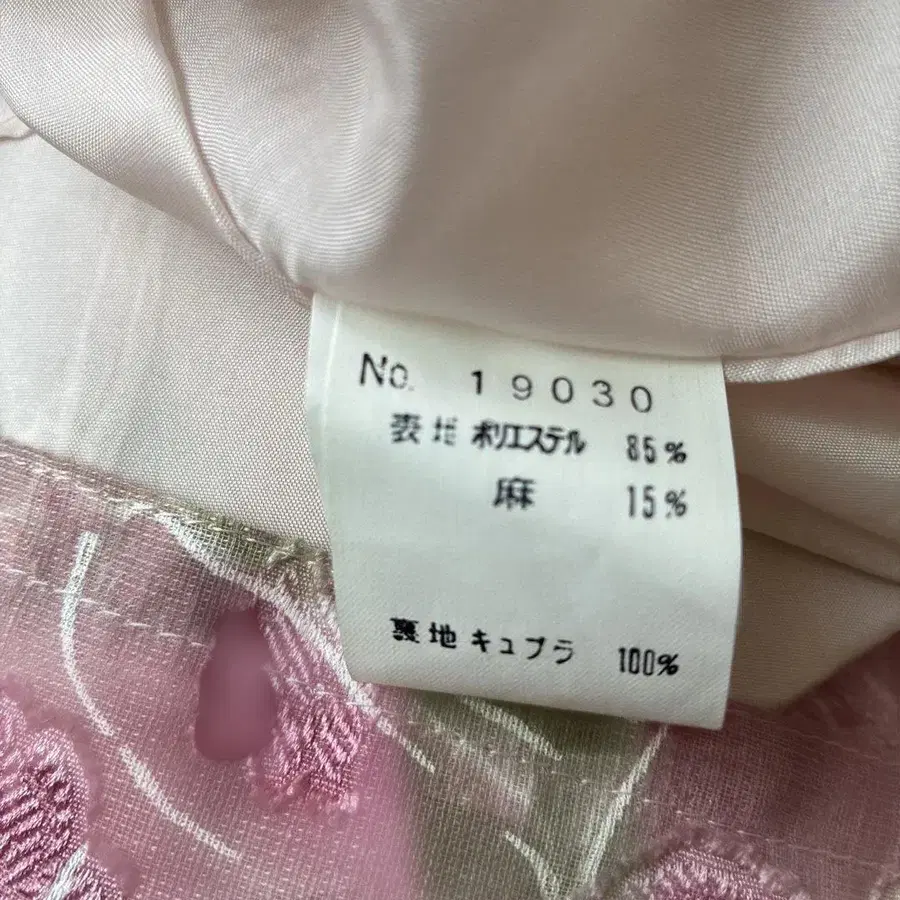 No. 19030
表地 ポリエステル 85%
麻 15%
裏地 キュプラ 100%